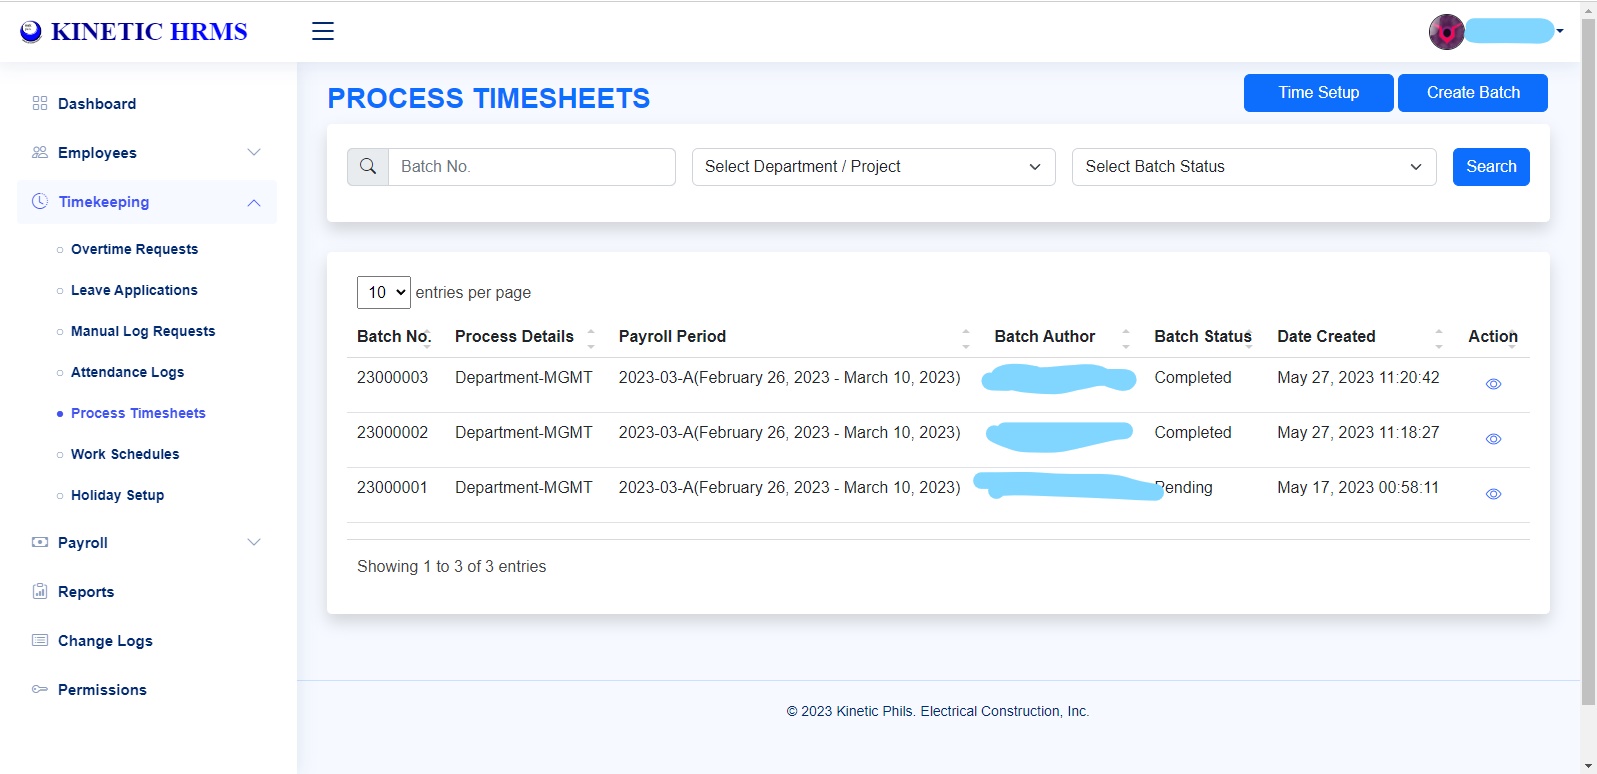 KINETIC HRMS
Dashboard
Employees
Timekeeping
Overtime Requests
Leave Applications
Manual Log Requests
Attendance Logs
Process Timesheets
Work Schedules
Holiday Setup
Payroll
Reports
Change Logs
Permissions
PROCESS TIMESHEETS
Time Setup Create Batch
Batch No. Select Department / Project Select Batch Status Search
10 entries per page
Batch No. Process Details Payroll Period Batch Author Batch Status Date Created Action
23000003 Department-MGMT 2023-03-A(February 26, 2023 - March 10, 2023) Completed May 27, 2023 11:20:42
23000002 Department-MGMT 2023-03-A(February 26, 2023 - March 10, 2023) Completed May 27, 2023 11:18:27
23000001 Department-MGMT 2023-03-A(February 26, 2023 - March 10, 2023) Pending May 17, 2023 00:58:11
Showing 1 to 3 of 3 entries
© 2023 Kinetic Phils. Electrical Construction, Inc.